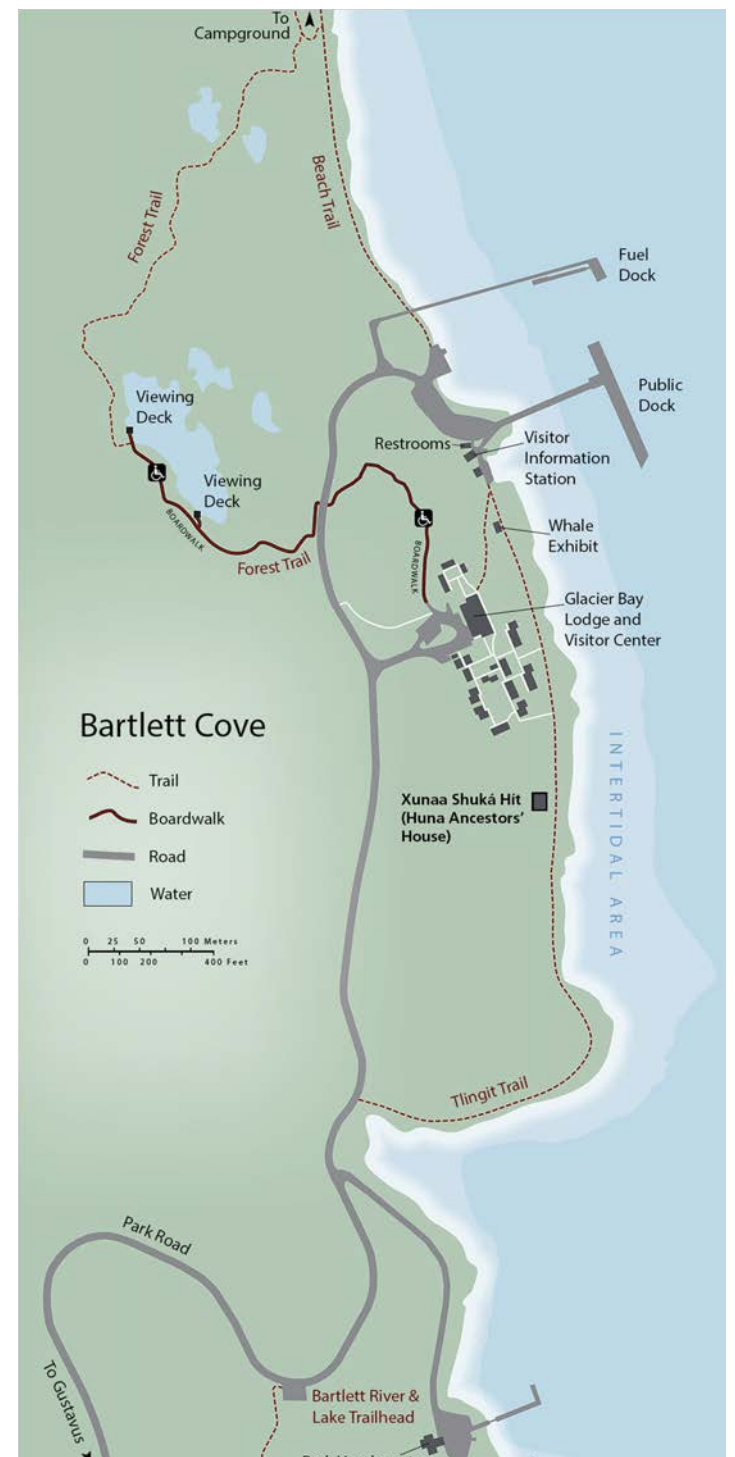 To
Campground
Beach Trail
Forest Trail
Fuel
Dock
Public
Dock
Viewing
Deck
Restrooms
Visitor
Information
Station
Viewing
Deck
BOARDWALK
Whale
Exhibit
Forest Trail
BOARDWALK
Glacier Bay
Lodge and
Visitor Center
Bartlett Cove
INTERTIDAL AREA
Trail
Xunaa Shuká Hít
(Huna Ancestors'
House)
Boardwalk
Road
Water
0 25 50 100 Meters
0 100 200 400 Feet
Tlingit Trail
Park Road
To Gustavus
Bartlett River &
Lake Trailhead